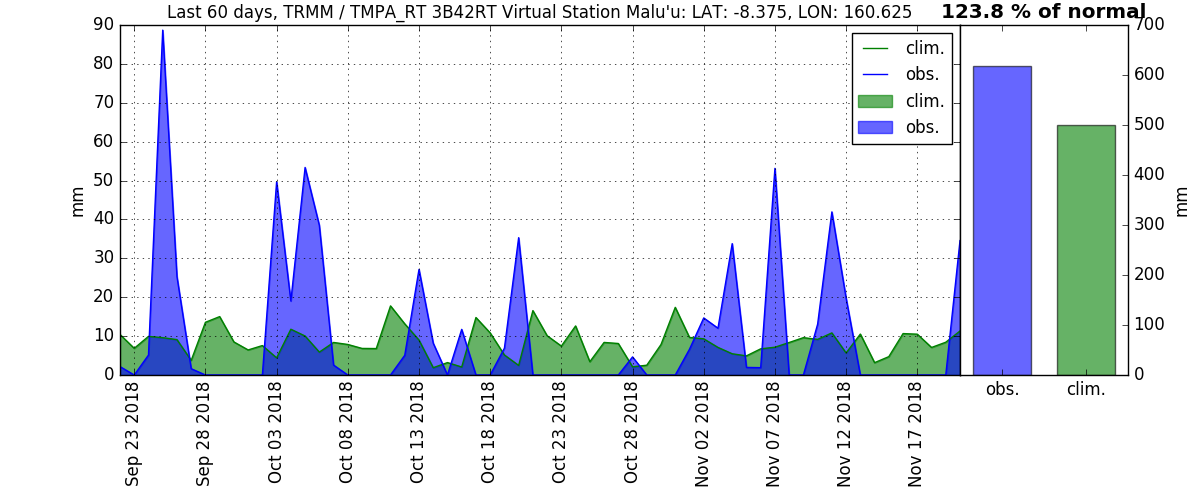 Last 60 days, TRMM / TMPA_RT 3B42RT Virtual Station Malu'u: LAT: -8.375, LON: 160.625
123.8 % of normal
90
80
70
60
50
40
30
20
10
0
mm
clim.
obs.
clim.
obs.
700
600
500
400
300
200
100
0
mm
Sep 23 2018
Sep 28 2018
Oct 03 2018
Oct 08 2018
Oct 13 2018
Oct 18 2018
Oct 23 2018
Oct 28 2018
Nov 02 2018
Nov 07 2018
Nov 12 2018
Nov 17 2018
obs.
clim.